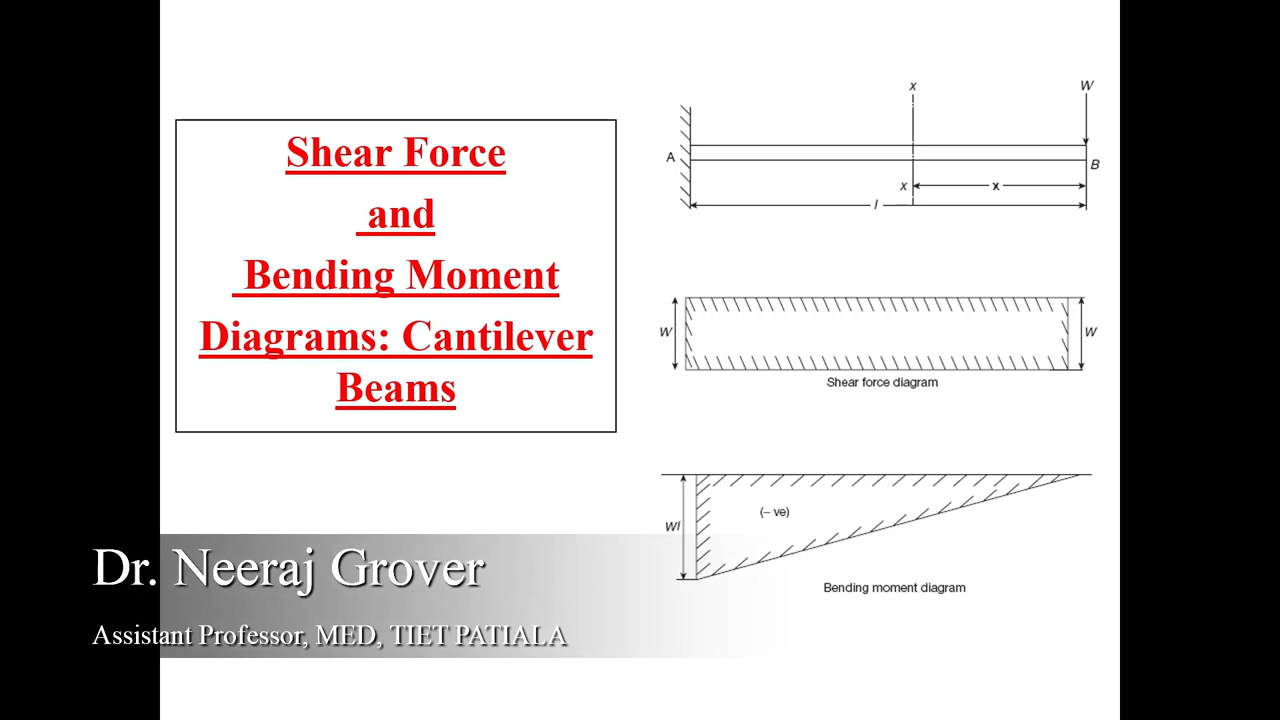 Shear Force
and
Bending Moment
Diagrams: Cantilever
Beams
x
W
A
B
x
x
l
W
W
Shear force diagram
Wl
(– ve)
Bending moment diagram
Dr. Neeraj Grover
Assistant Professor, MED, TIET PATIALA